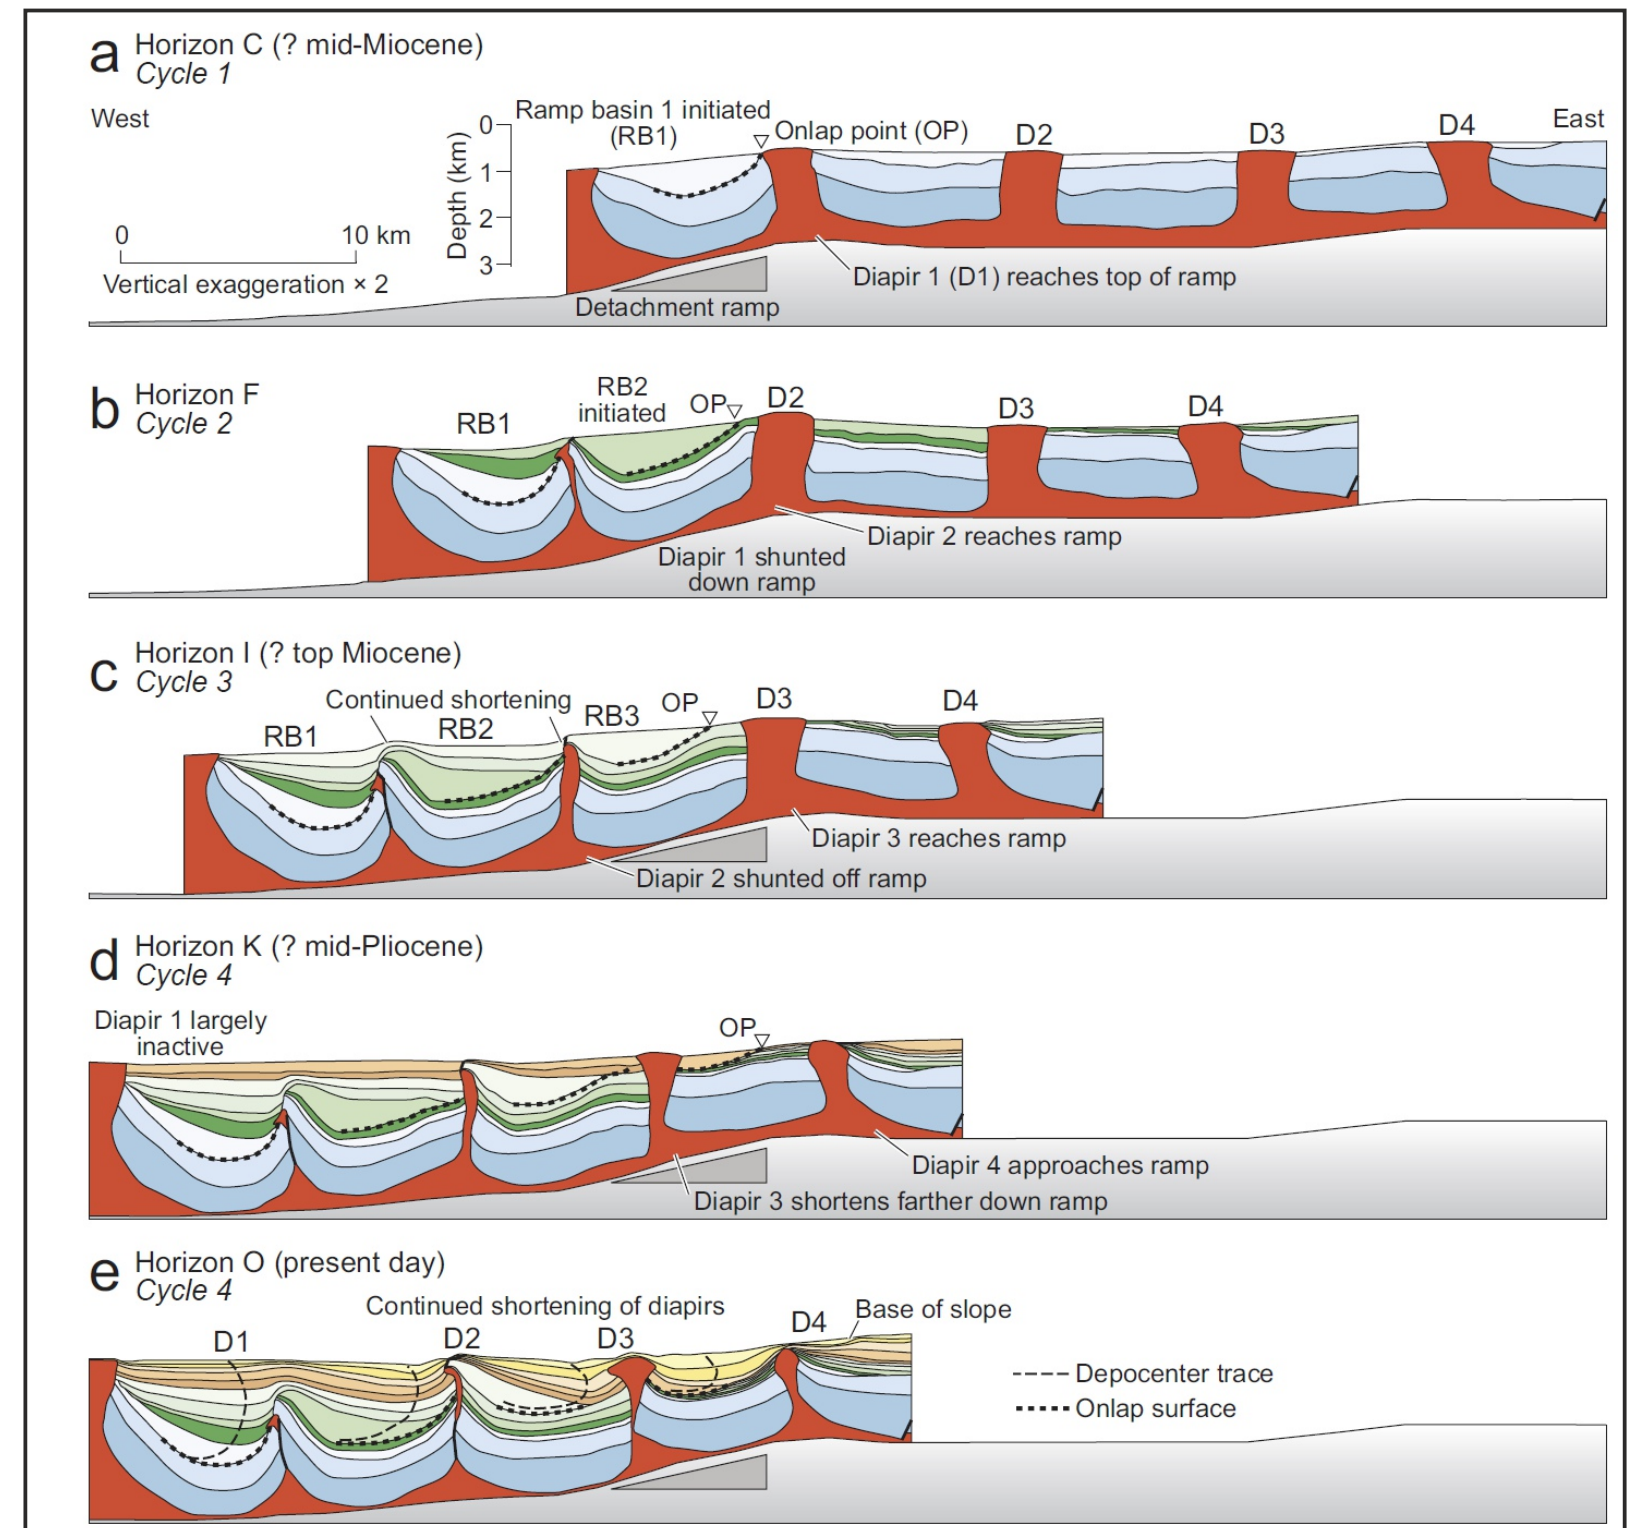 a
Horizon C (? mid-Miocene)
Cycle 1
West
East
Ramp basin 1 initiated
(RB1)
Onlap point (OP)
D2
D3
D4
Depth (km)
0
1
2
3
0
10 km
Vertical exaggeration × 2
Diapir 1 (D1) reaches top of ramp
Detachment ramp
b
Horizon F
Cycle 2
RB1
RB2
initiated
OP
D2
D3
D4
Diapir 2 reaches ramp
Diapir 1 shunted
down ramp
c
Horizon I (? top Miocene)
Cycle 3
Continued shortening
RB1
RB2
RB3
OP
D3
D4
Diapir 3 reaches ramp
Diapir 2 shunted off ramp
d
Horizon K (? mid-Pliocene)
Cycle 4
Diapir 1 largely
inactive
OP
Diapir 4 approaches ramp
Diapir 3 shortens farther down ramp
e
Horizon O (present day)
Cycle 4
Continued shortening of diapirs
Base of slope
D1
D2
D3
D4
Depocenter trace
Onlap surface